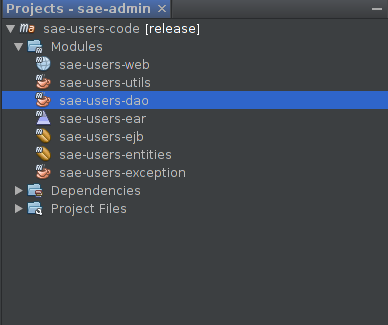 Projects - sae-admin ×
ma sae-users-code [release]
Modules
sae-users-web
sae-users-utils
sae-users-dao
sae-users-ear
sae-users-ejb
sae-users-entities
sae-users-exception
Dependencies
Project Files